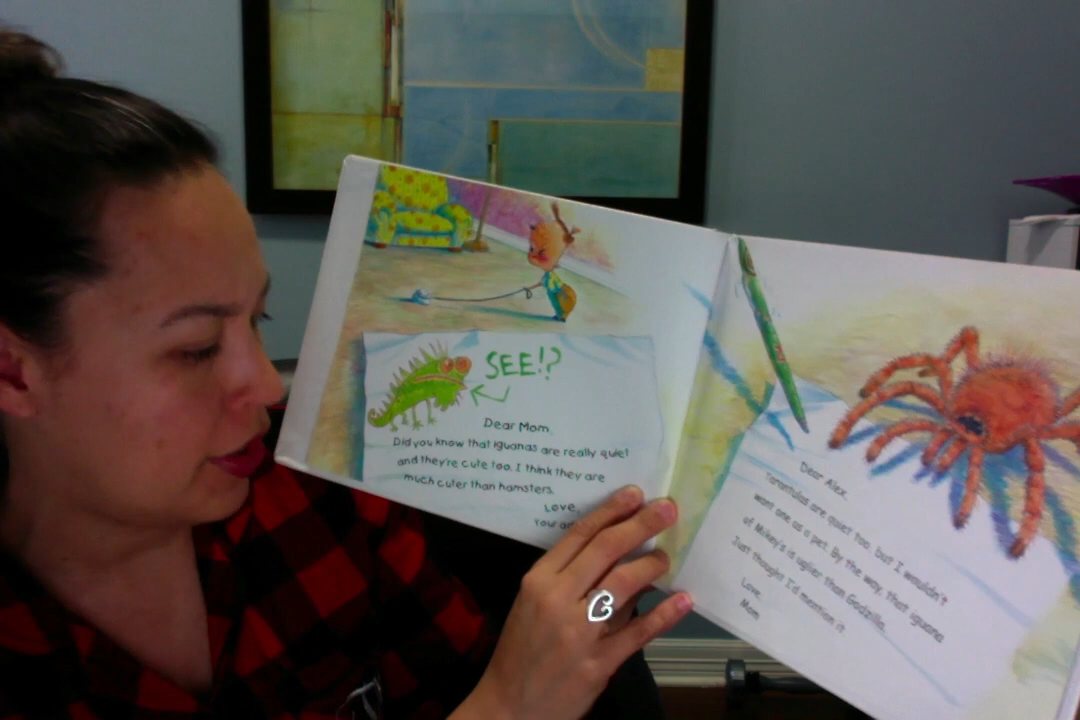 SEE!?
Dear Mom,
Did you know that iguanas are really quiet
and they're cute too. I think they are
much cuter than hamsters.
Love,
Your
Dear Alex,
Tarantulas are quiet too, but I wouldn't
want one as a pet. By the way, that iguana
of Mikey's is uglier than Godzilla.
Just thought I'd mention it.
Love,
Mom